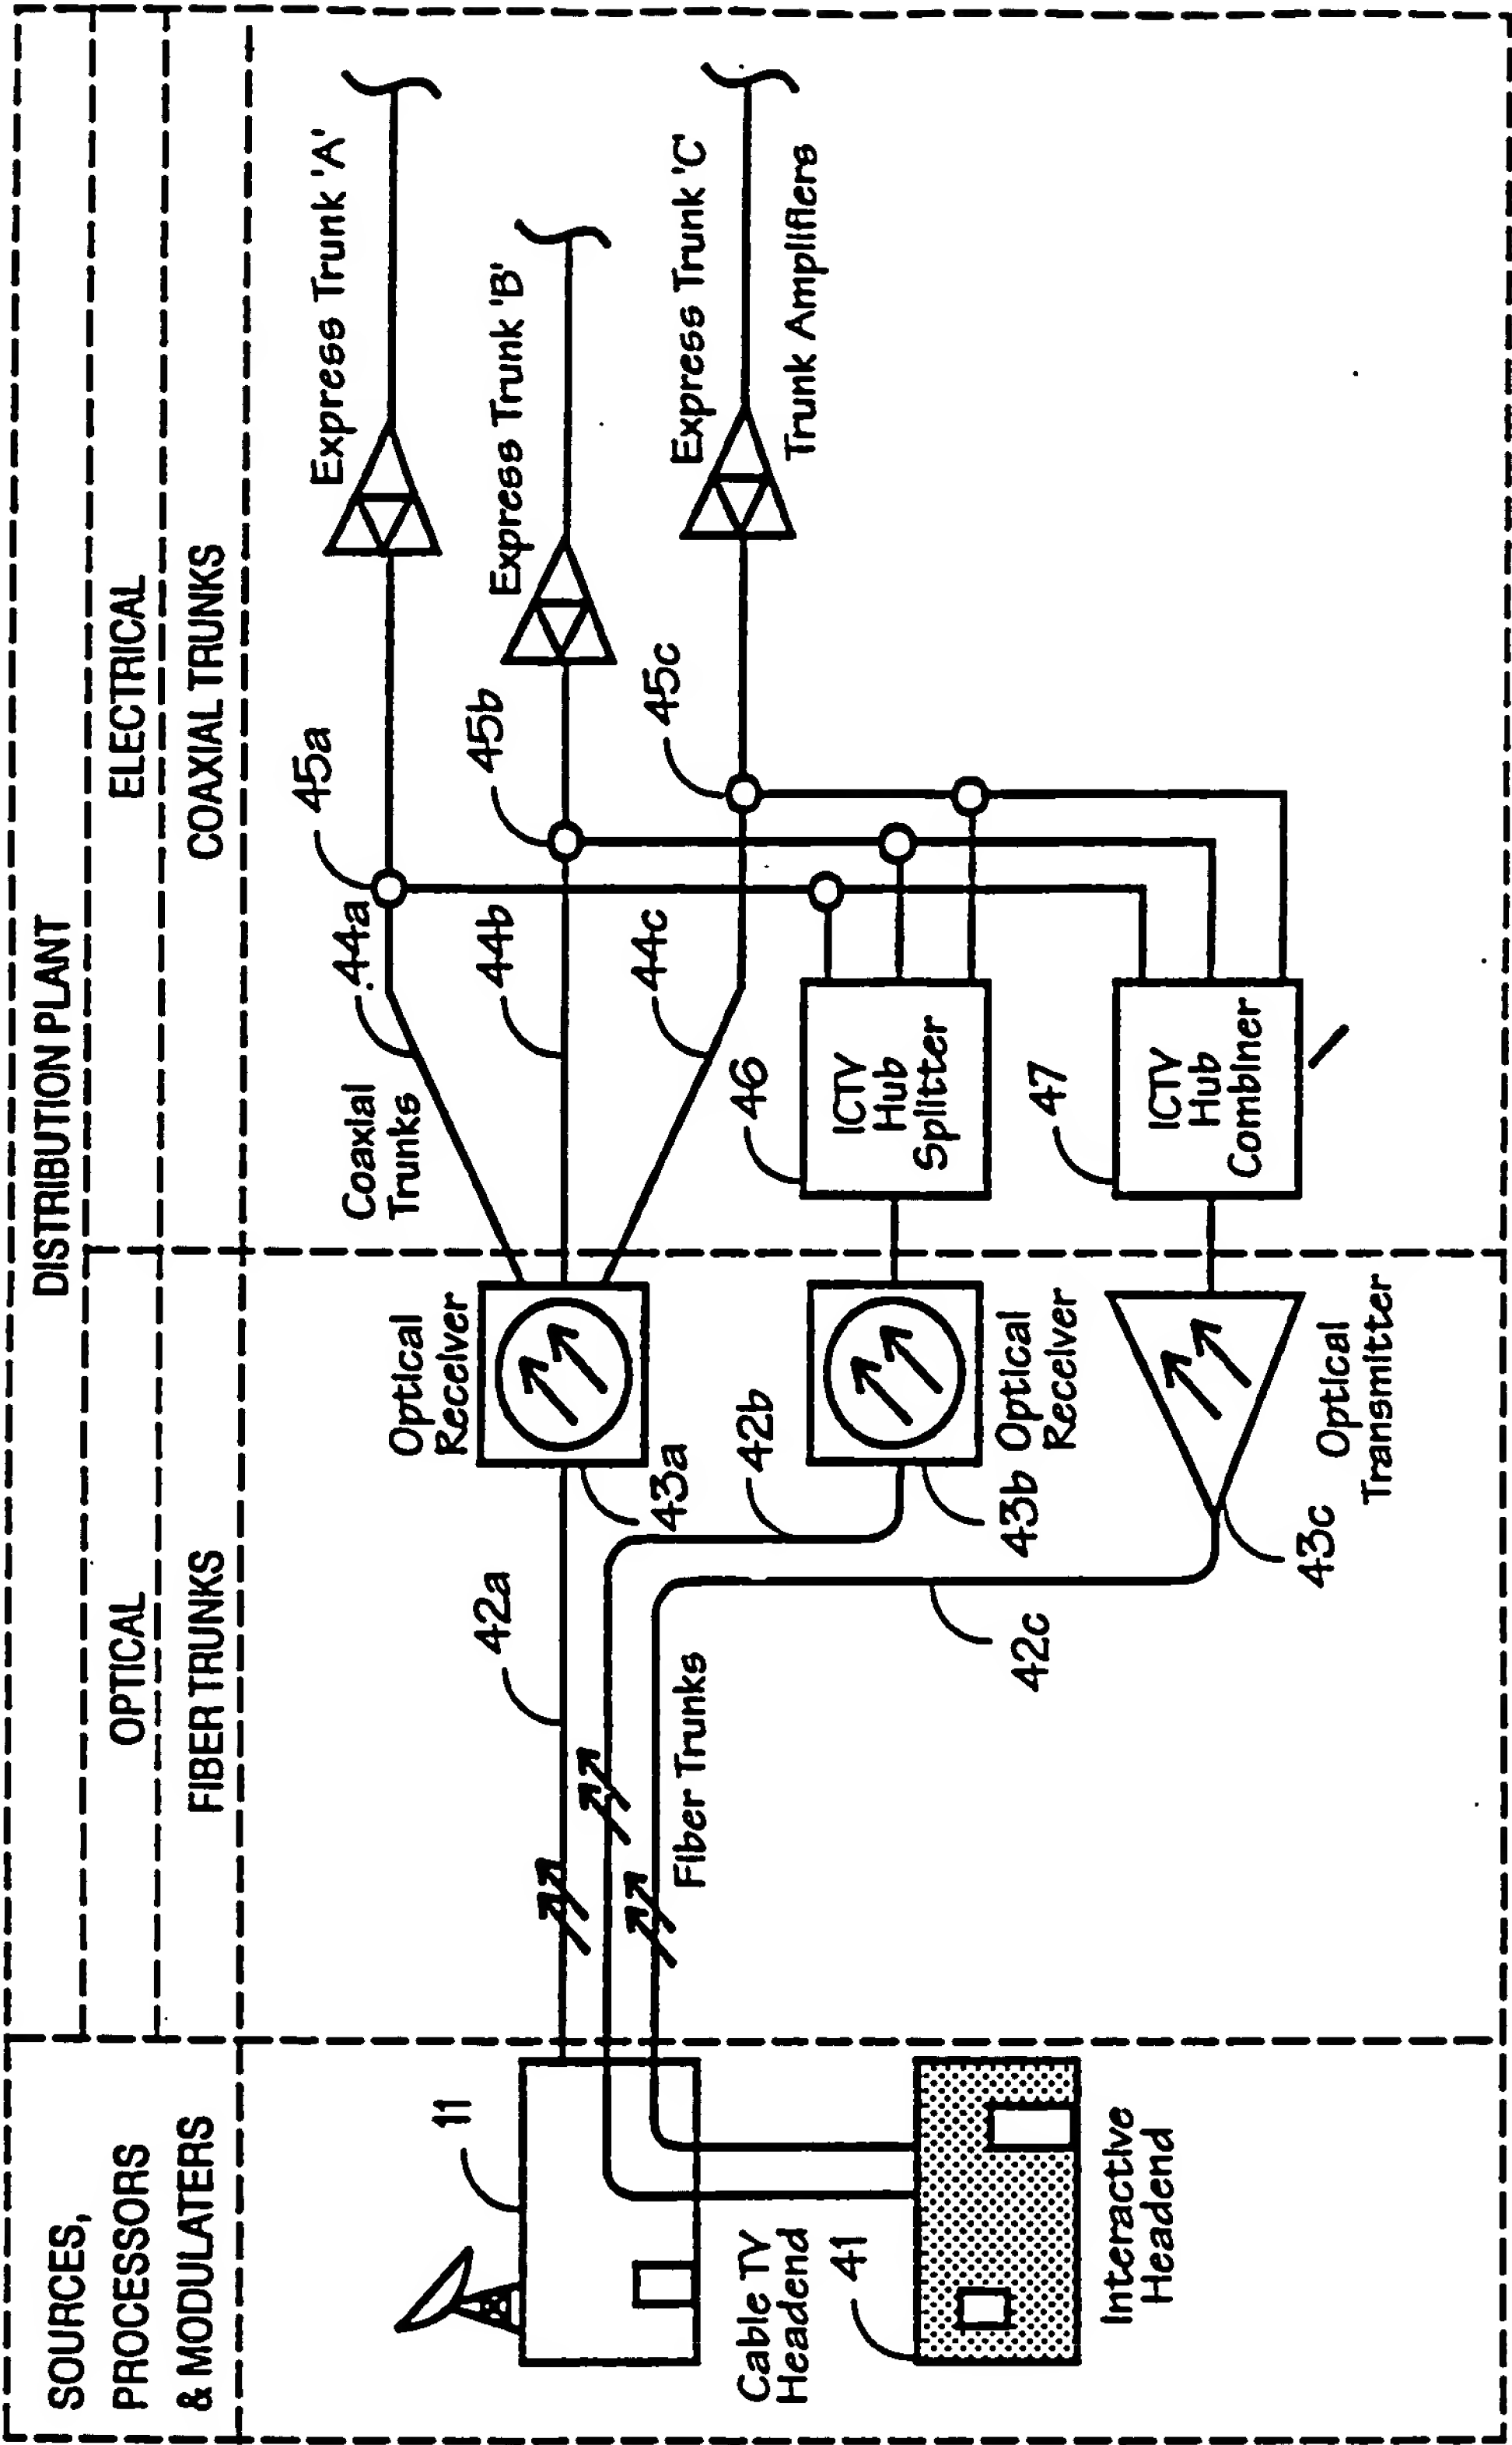 DISTRIBUTION PLANT
SOURCES,
PROCESSORS
& MODULATERS
OPTICAL
ELECTRICAL
FIBER TRUNKS
COAXIAL TRUNKS
Express Trunk 'A'
45a
44a
Coaxial
Trunks
Optical
Receiver
11
42a
44b
45b
Express Trunk 'B'
43a
44c
45c
Express Trunk 'C'
Fiber Trunks
Trunk Amplifiers
Cable TV
Headend
42b
46
ICTV
Hub
Splitter
41
Optical
Receiver
43b
42c
47
ICTV
Hub
Combiner
Interactive
Headend
43c
Optical
Transmitter